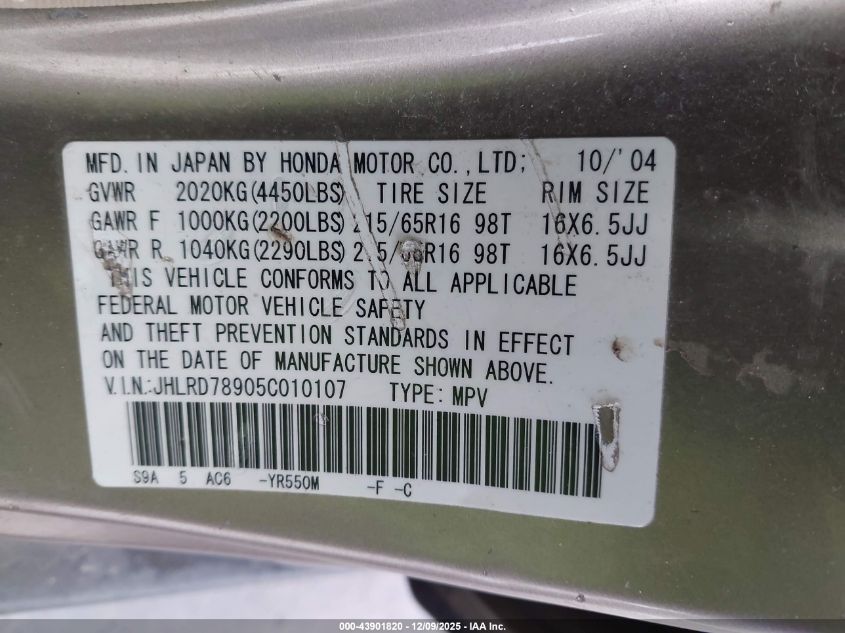 MFD. IN JAPAN BY HONDA MOTOR CO., LTD; 10/'04
GVWR 2020KG(4450LBS) TIRE SIZE RIM SIZE
GAWR F 1000KG(2200LBS) 215/65R16 98T 16X6.5JJ
GAWR R 1040KG(2290LBS) 215/65R16 98T 16X6.5JJ
THIS VEHICLE CONFORMS TO ALL APPLICABLE
FEDERAL MOTOR VEHICLE SAFETY
AND THEFT PREVENTION STANDARDS IN EFFECT
ON THE DATE OF MANUFACTURE SHOWN ABOVE.
V.I.N.:JHLRD78905C010107 TYPE: MPV
S9A 5 AC6 -YR550M -F -C
000-43901820 - 12/09/2025 - IAA Inc.